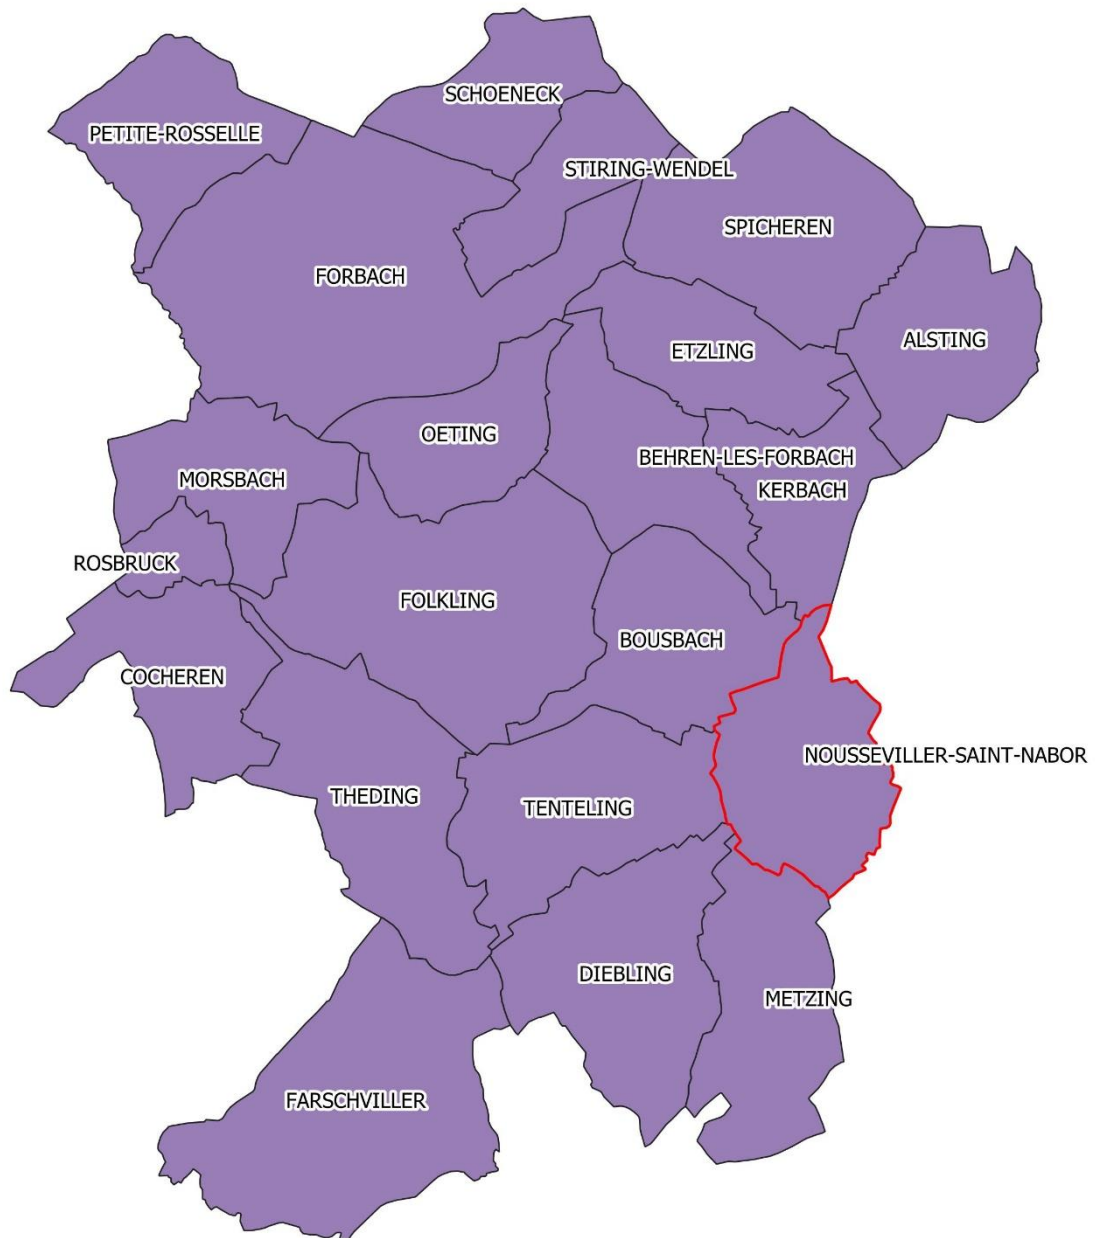 SCHOENECK
PETITE-ROSSELLE
STIRING-WENDEL
SPICHEREN
FORBACH
ALSTING
ETZLING
OETING
BEHREN-LES-FORBACH
MORSBACH
KERBACH
ROSBRUCK
FOLKLING
BOUSBACH
COCHEREN
NOUSSEVILLER-SAINT-NABOR
THEDING
TENTELING
DIEBLING
METZING
FARSCHVILLER